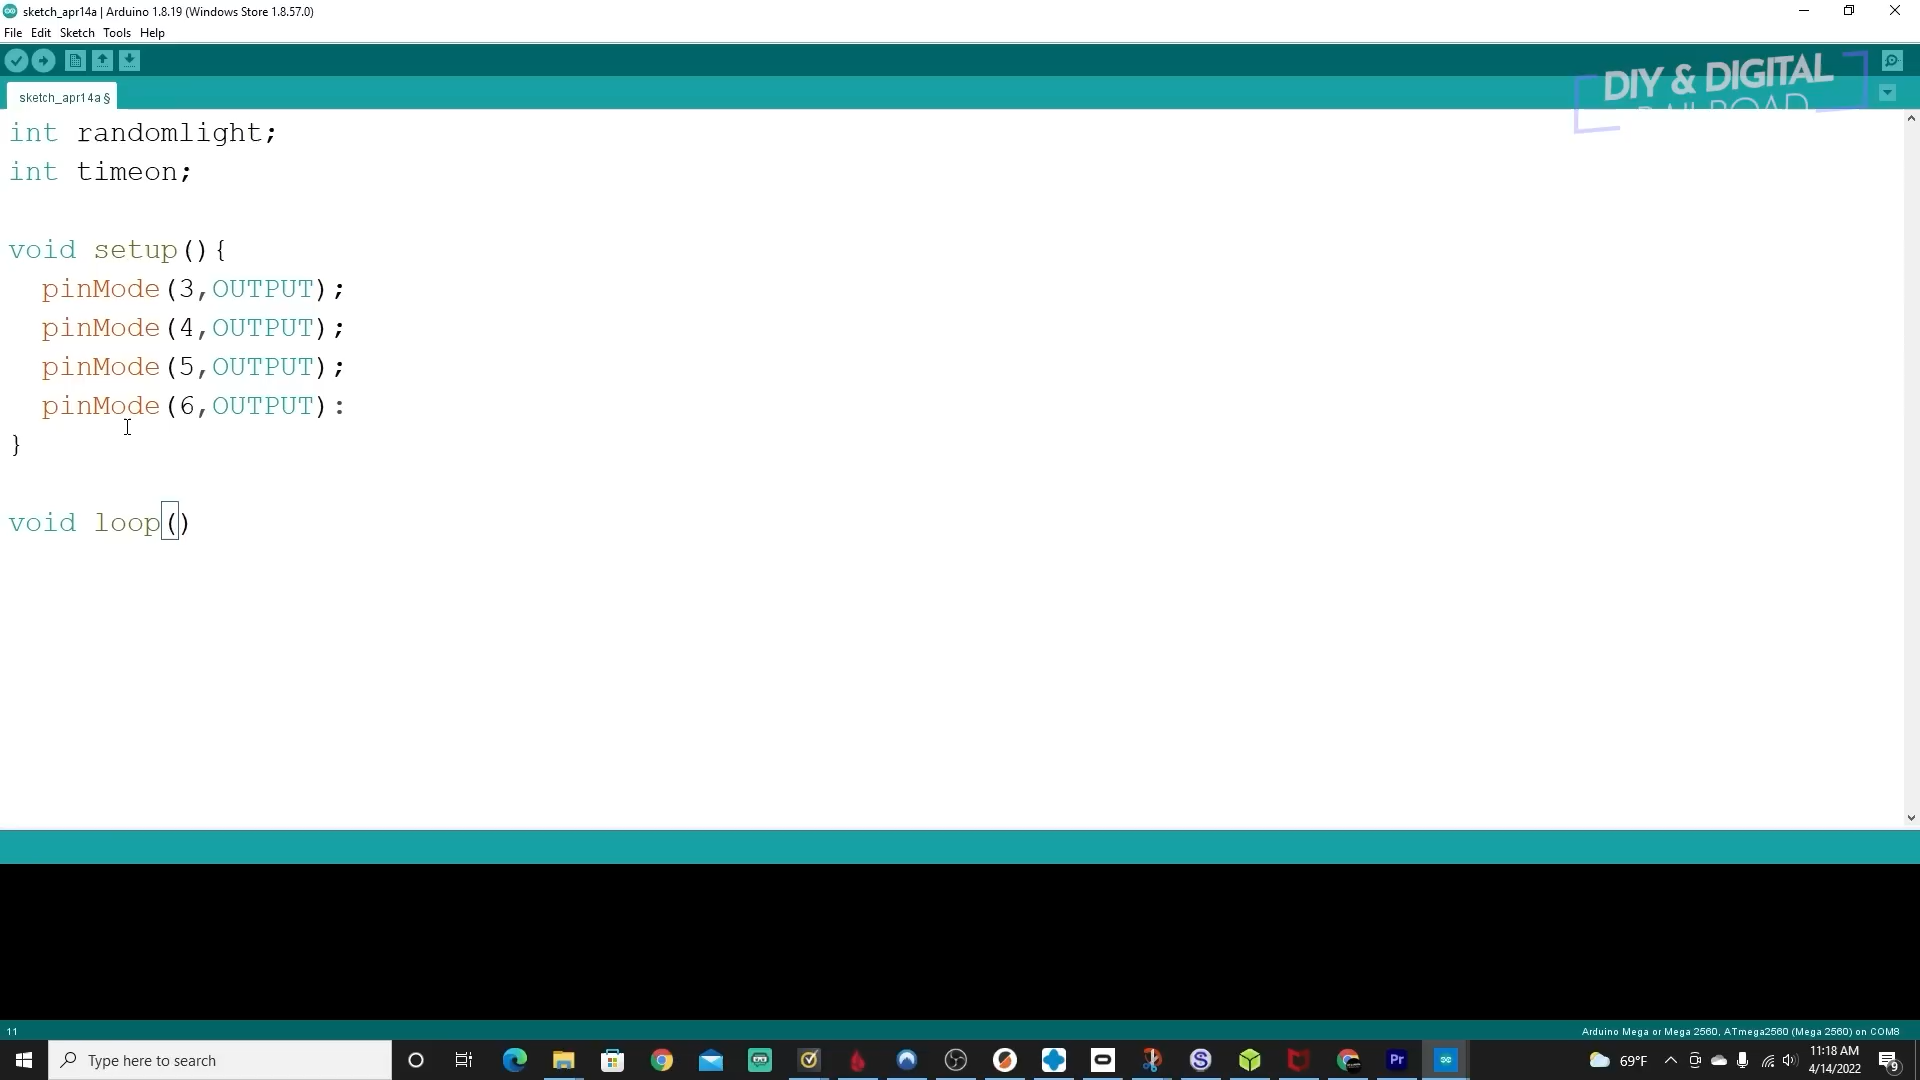 sketch_apr14a | Arduino 1.8.19 (Windows Store 1.8.57.0)
File Edit Sketch Tools Help
DIY & DIGITAL
RAILROAD
sketch_apr14a §
int randomlight;
int timeon;
void setup(){
pinMode(3,OUTPUT);
pinMode(4,OUTPUT);
pinMode(5,OUTPUT);
pinMode(6,OUTPUT):
}
void loop()
11
Arduino Mega or Mega 2560, ATmega2560 (Mega 2560) on COM8
Type here to search
Pr
69°F
11:18 AM
4/14/2022
9